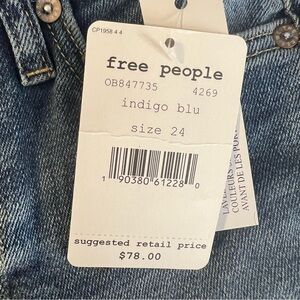 CP1958 4 4
free people
OB847735 4269
indigo blu
size 24
1 90380 61228 0
suggested retail price
$78.00
COULEURS
AVANT DE LES POR